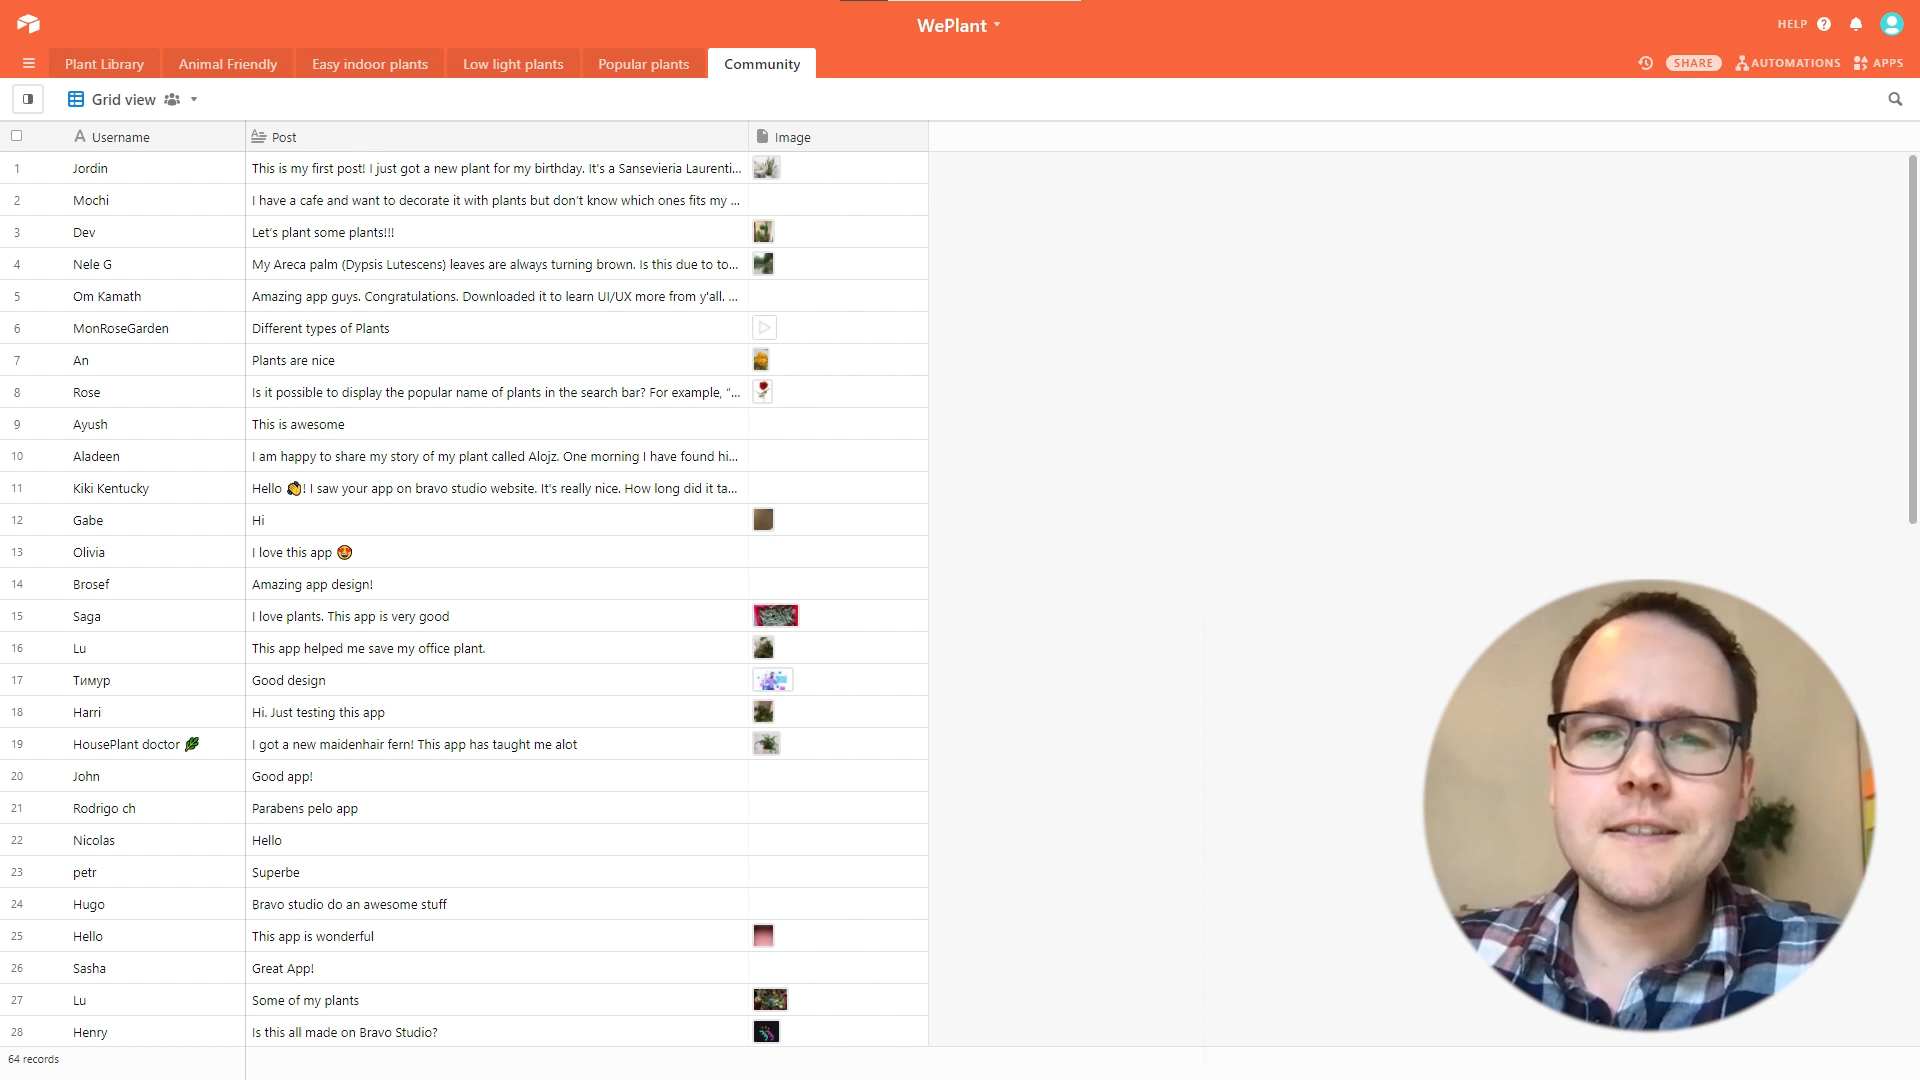 WePlant
HELP
Plant Library
Animal Friendly
Easy indoor plants
Low light plants
Popular plants
Community
SHARE
AUTOMATIONS
APPS
Grid view
Username Post Image
1 Jordin This is my first post! I just got a new plant for my birthday. It's a Sansevieria Laurenti...
2 Mochi I have a cafe and want to decorate it with plants but don't know which ones fits my ...
3 Dev Let's plant some plants!!!
4 Nele G My Areca palm (Dypsis Lutescens) leaves are always turning brown. Is this due to to...
5 Om Kamath Amazing app guys. Congratulations. Downloaded it to learn UI/UX more from y'all. ...
6 MonRoseGarden Different types of Plants
7 An Plants are nice
8 Rose Is it possible to display the popular name of plants in the search bar? For example, “...
9 Ayush This is awesome
10 Aladeen I am happy to share my story of my plant called Alojz. One morning I have found hi...
11 Kiki Kentucky Hello 👏! I saw your app on bravo studio website. It's really nice. How long did it ta...
12 Gabe Hi
13 Olivia I love this app 😍
14 Brosef Amazing app design!
15 Saga I love plants. This app is very good
16 Lu This app helped me save my office plant.
17 Тимур Good design
18 Harri Hi. Just testing this app
19 HousePlant doctor 🌿 I got a new maidenhair fern! This app has taught me alot
20 John Good app!
21 Rodrigo ch Parabens pelo app
22 Nicolas Hello
23 petr Superbe
24 Hugo Bravo studio do an awesome stuff
25 Hello This app is wonderful
26 Sasha Great App!
27 Lu Some of my plants
28 Henry Is this all made on Bravo Studio?
64 records